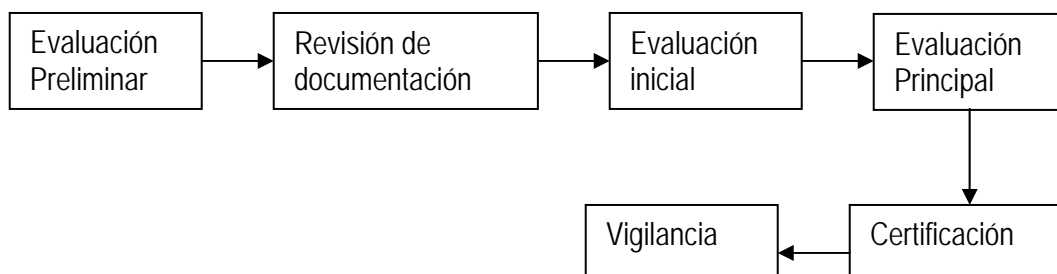 Evaluación
Preliminar
Revisión de
documentación
Evaluación
inicial
Evaluación
Principal
Vigilancia
Certificación